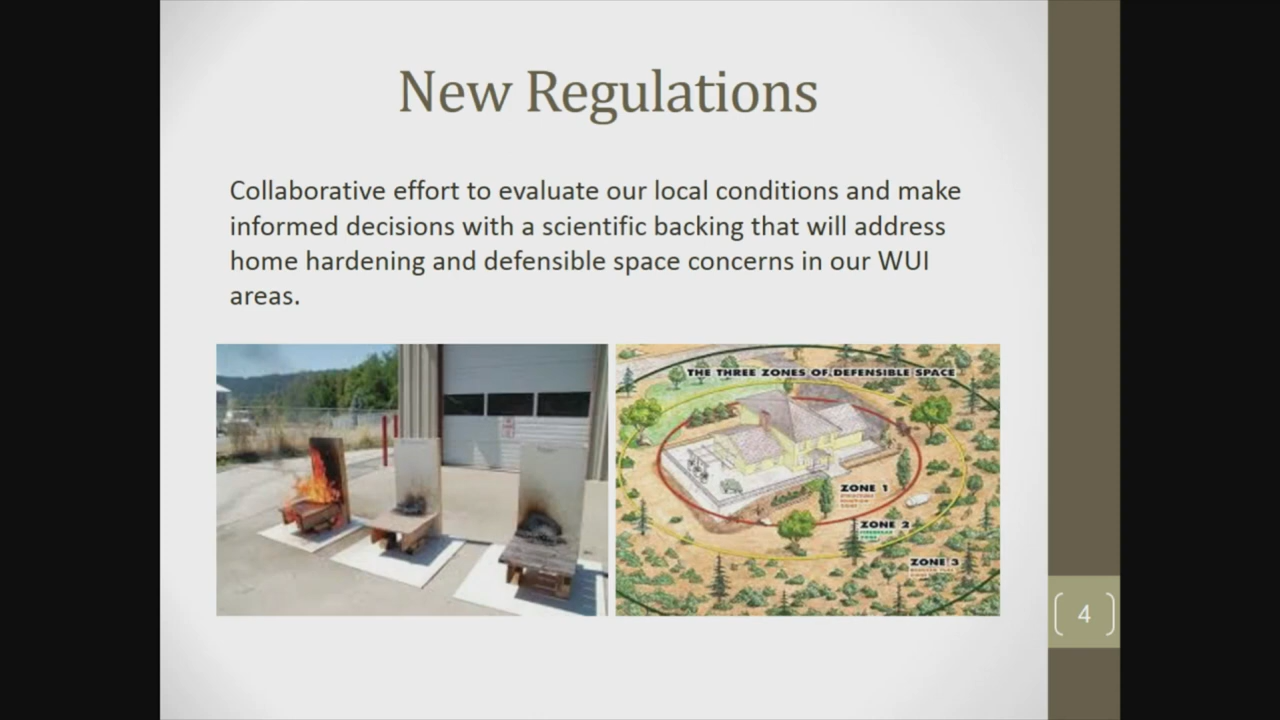 New Regulations
Collaborative effort to evaluate our local conditions and make
informed decisions with a scientific backing that will address
home hardening and defensible space concerns in our WUI
areas.
THE THREE ZONES OF DEFENSIBLE SPACE
ZONE 1
ZONE 2
ZONE 3
4